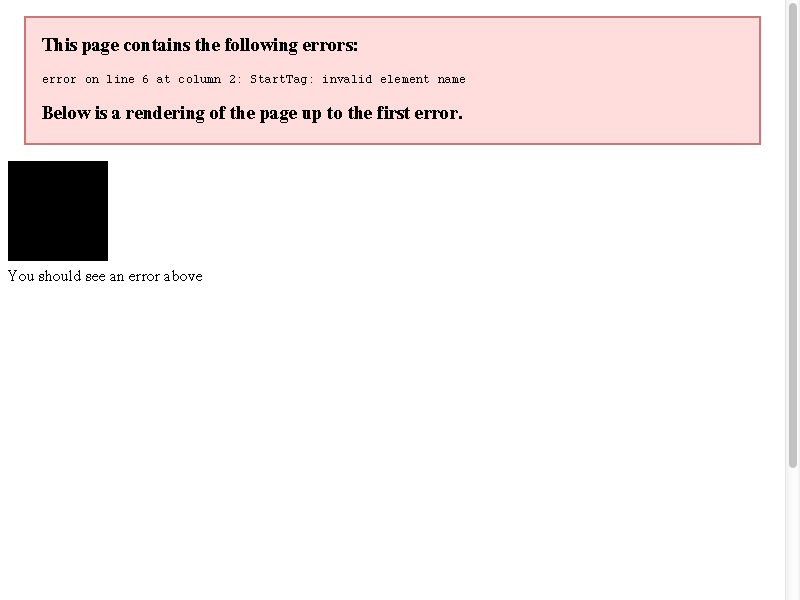 This page contains the following errors:
error on line 6 at column 2: StartTag: invalid element name
Below is a rendering of the page up to the first error.
You should see an error above